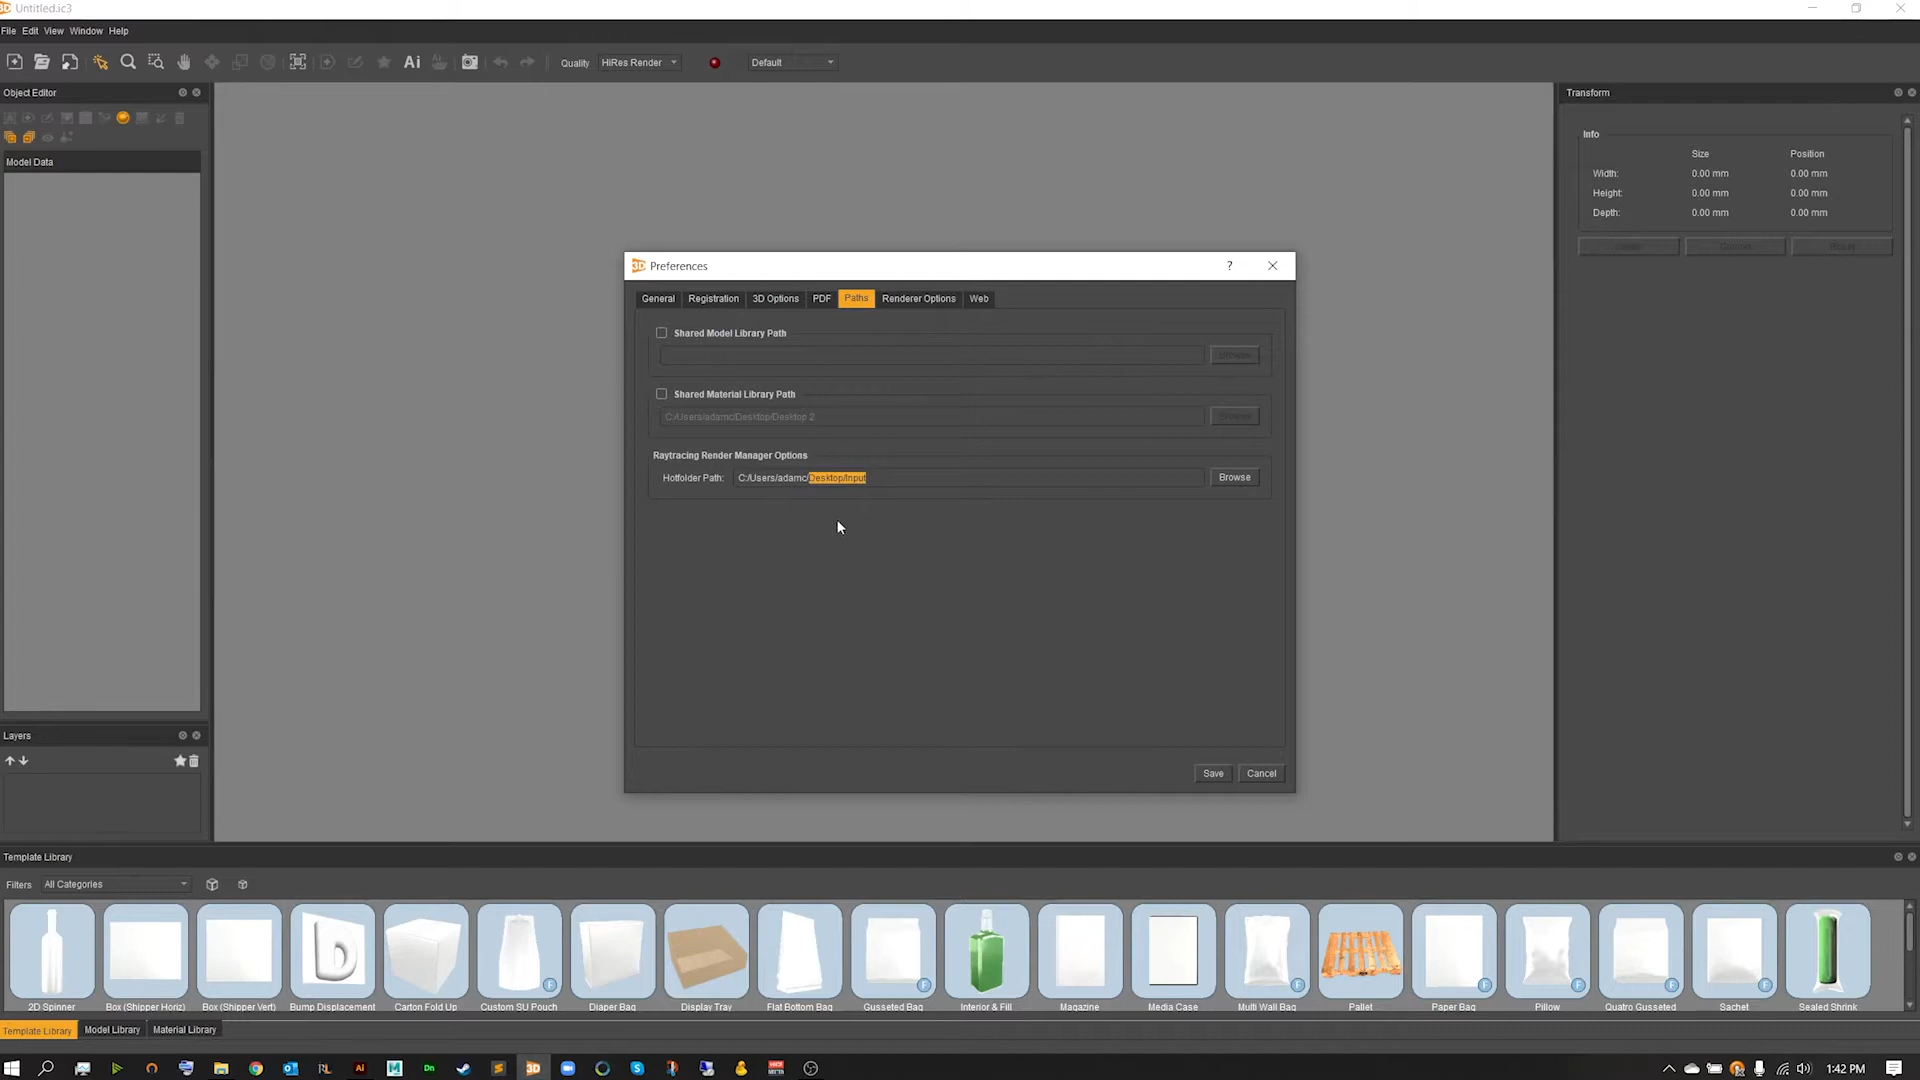 Untitled.ic3
File Edit View Window Help
Ai Quality HiRes Render Default
Object Editor
Transform
Model Data
Info
Size Position
Width: 0.00 mm 0.00 mm
Height: 0.00 mm 0.00 mm
Depth: 0.00 mm 0.00 mm
Preferences
General Registration 3D Options PDF Paths Renderer Options Web
Shared Model Library Path
Browse
Shared Material Library Path
C:/Users/adamc/Desktop/Desktop 2
Browse
Raytracing Render Manager Options
Hotfolder Path: C:/Users/adamc/Desktop/Input Browse
Save Cancel
Layers
Template Library
Filters All Categories
2D Spinner Box (Shipper Horiz) Box (Shipper Vert) Bump Displacement Carton Fold Up Custom SU Pouch Diaper Bag Display Tray Flat Bottom Bag Gusseted Bag Interior & Fill Magazine Media Case Multi Wall Bag Pallet Paper Bag Pillow Quatro Gusseted Sachet Sealed Shrink
Template Library Model Library Material Library
1:42 PM